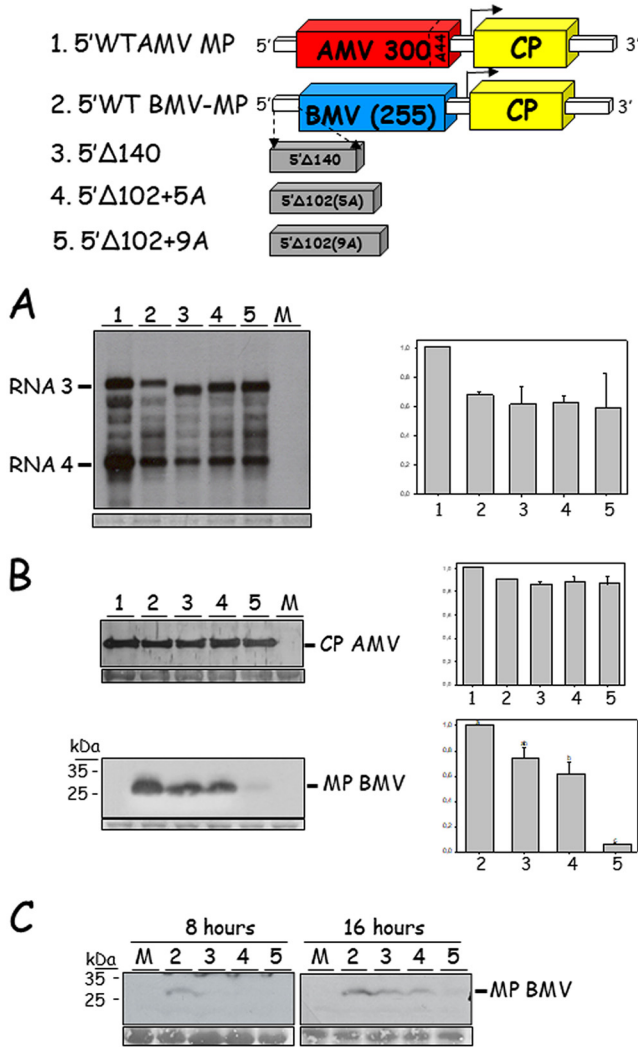 1. 5'WTAMV MP 5' AMV 300 A44 CP 3'
2. 5'WT BMV-MP 5' BMV (255) CP 3'
3. 5'Δ140 5'Δ140
4. 5'Δ102+5A 5'Δ102(5A)
5. 5'Δ102+9A 5'Δ102(9A)
A
1 2 3 4 5 M
RNA 3
RNA 4
1,0
0,8
0,6
0,4
0,2
0,0
1 2 3 4 5
B
1 2 3 4 5 M
CP AMV
1,0
0,8
0,6
0,4
0,2
0,0
1 2 3 4 5
kDa
35 -
25 -
MP BMV
1,0
0,8
0,6
0,4
0,2
0,0
a ab b c
2 3 4 5
C
8 hours 16 hours
kDa M 2 3 4 5 M 2 3 4 5
35 -
25 -
MP BMV